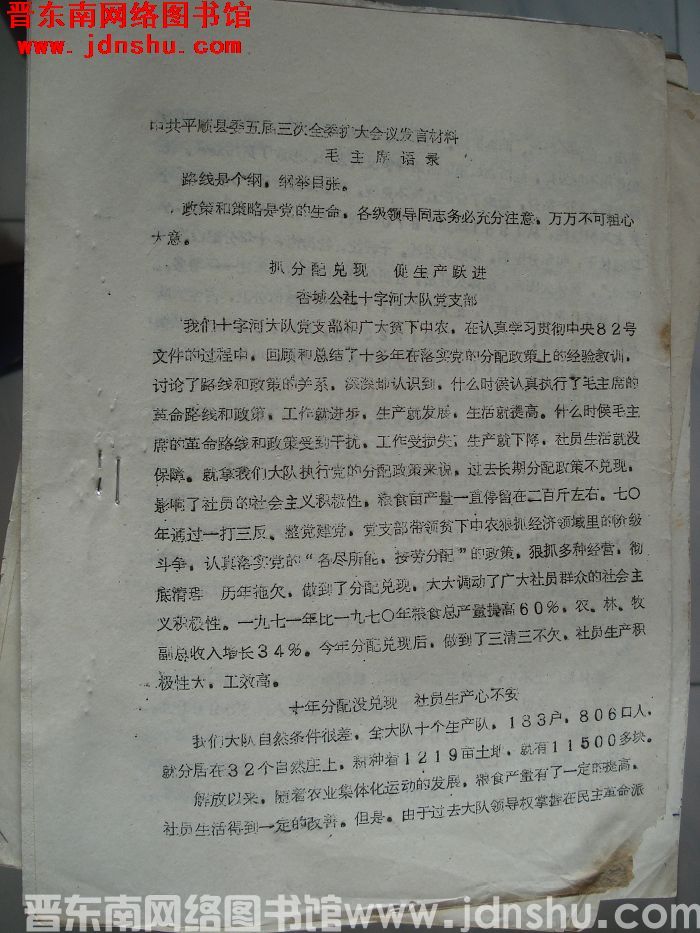 晋东南网络图书馆
www.jdnshu.com
中共平顺县委五届三次全委扩大会议发言材料
毛主席语录
路线是个纲，纲举目张。
政策和策略是党的生命，各级领导同志务必充分注意，万万不可粗心
大意。
抓分配兑现 促生产跃进
杏城公社十字河大队党支部
我们十字河大队党支部和广大贫下中农，在认真学习贯彻中央82号
文件的过程中，回顾和总结了十多年在落实党的分配政策上的经验教训，
讨论了路线和政策的关系，深深地认识到，什么时候认真执行了毛主席的
革命路线和政策，工作就进步，生产就发展，生活就提高。什么时候毛主
席的革命路线和政策受到干扰，工作受损失，生产就下降，社员生活就没
保障。就拿我们大队执行党的分配政策来说，过去长期分配政策不兑现，
影响了社员的社会主义积极性，粮食亩产量一直停留在二百斤左右。七〇
年通过一打三反、整党建党，党支部带领贫下中农狠抓经济领域里的阶级
斗争，认真落实党的“各尽所能，按劳分配”的政策，狠抓多种经营，彻
底清理 历年拖欠，做到了分配兑现，大大调动了广大社员群众的社会主
义积极性。一九七一年比一九七〇年粮食总产量提高60%，农、林、牧
副总收入增长34%。今年分配兑现后，做到了三清三不欠，社员生产积
极性大，工效高。
十年分配没兑现 社员生产心不安
我们大队自然条件很差，全大队十个生产队，183户，806口人，
就分居在32个自然庄上，耕种着1219亩土地，就有11500多块。
解放以来，随着农业集体化运动的发展，粮食产量有了一定的提高，
社员生活得到一定的改善。但是，由于过去大队领导权掌握在民主革命派
晋东南网络图书馆 www.jdnshu.com